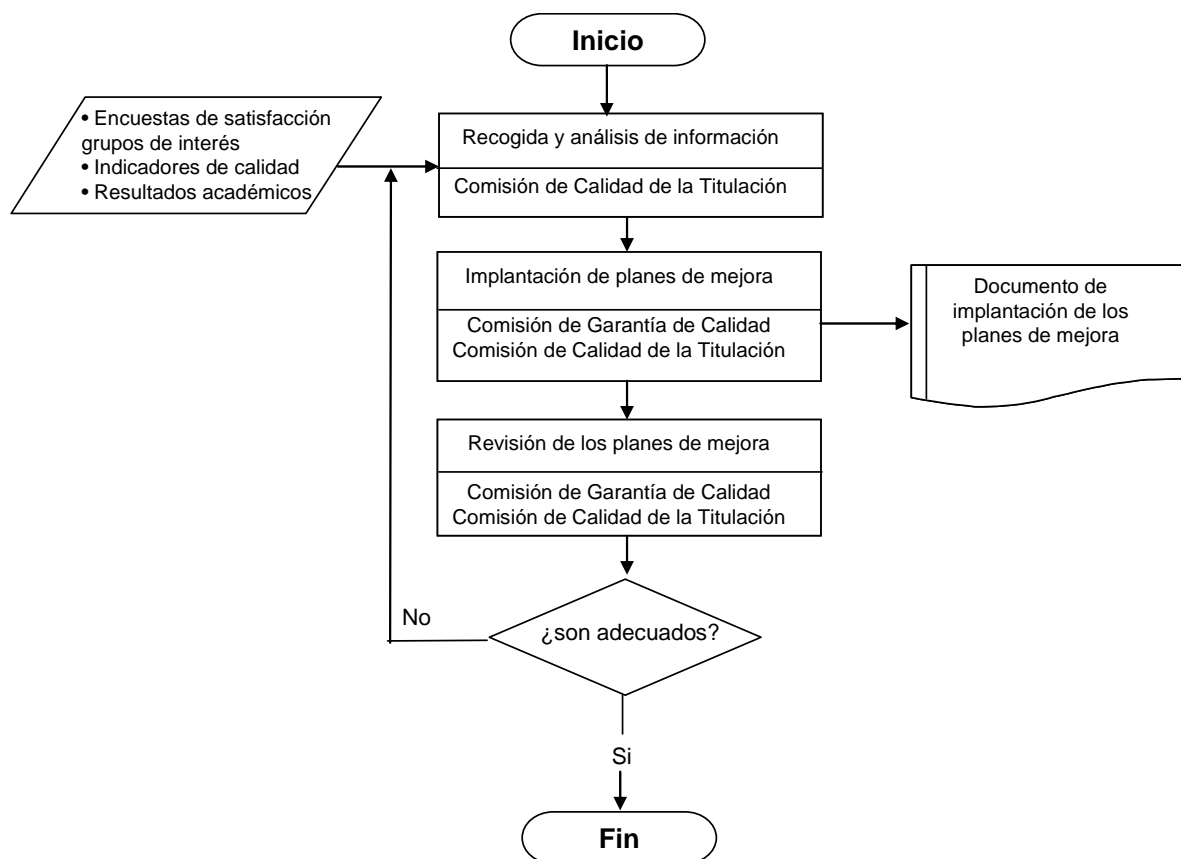 Inicio
• Encuestas de satisfacción
grupos de interés
• Indicadores de calidad
• Resultados académicos
Recogida y análisis de información
Comisión de Calidad de la Titulación
Implantación de planes de mejora
Comisión de Garantía de Calidad
Comisión de Calidad de la Titulación
Documento de
implantación de los
planes de mejora
Revisión de los planes de mejora
Comisión de Garantía de Calidad
Comisión de Calidad de la Titulación
No
¿son adecuados?
Si
Fin